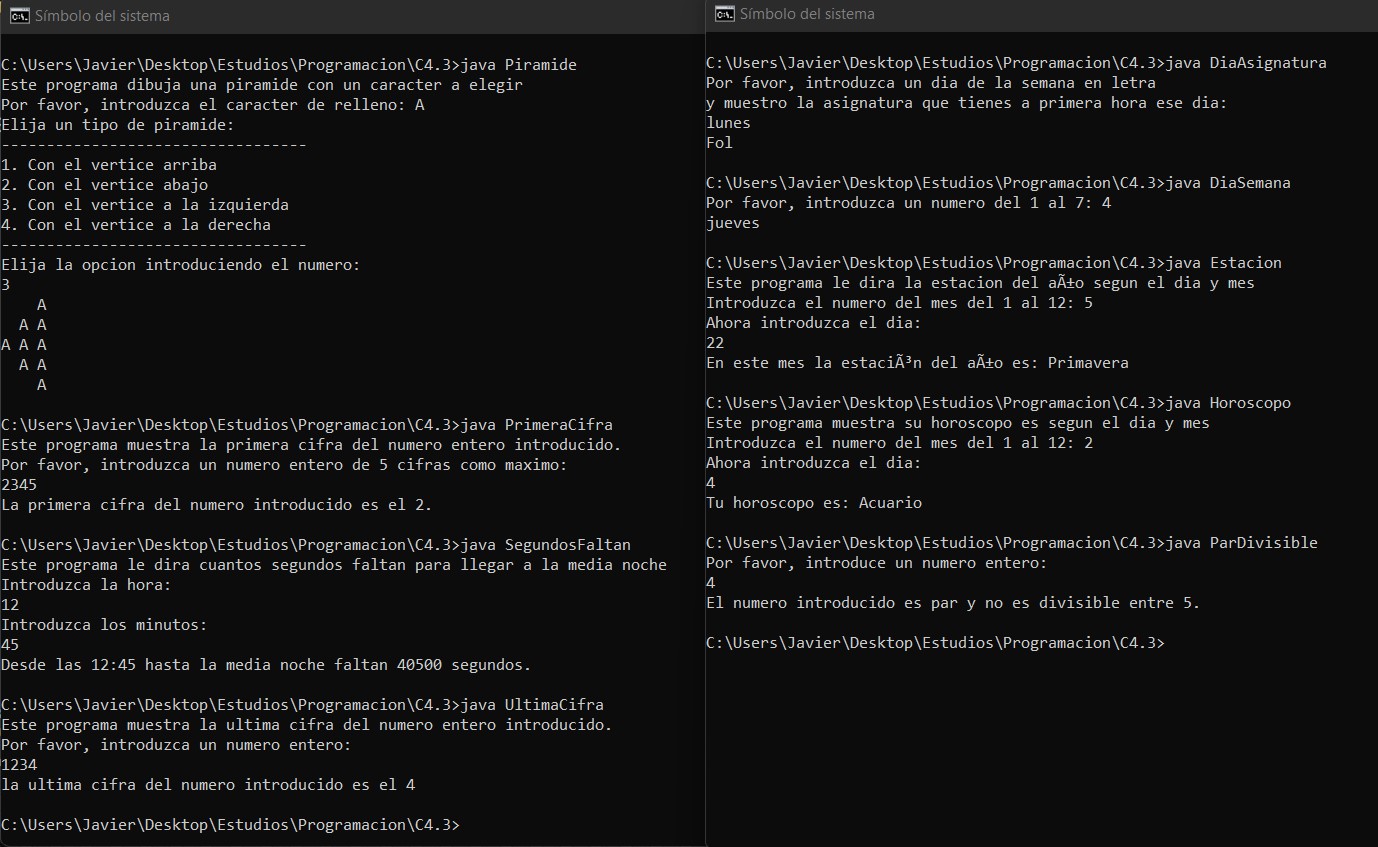 Símbolo del sistema
C:\Users\Javier\Desktop\Estudios\Programacion\C4.3>java Piramide
Este programa dibuja una piramide con un caracter a elegir
Por favor, introduzca el caracter de relleno: A
Elija un tipo de piramide:
----------------------------------
1. Con el vertice arriba
2. Con el vertice abajo
3. Con el vertice a la izquierda
4. Con el vertice a la derecha
----------------------------------
Elija la opcion introduciendo el numero:
3
    A
  A A
A A A
  A A
    A
C:\Users\Javier\Desktop\Estudios\Programacion\C4.3>java PrimeraCifra
Este programa muestra la primera cifra del numero entero introducido.
Por favor, introduzca un numero entero de 5 cifras como maximo:
2345
La primera cifra del numero introducido es el 2.
C:\Users\Javier\Desktop\Estudios\Programacion\C4.3>java SegundosFaltan
Este programa le dira cuantos segundos faltan para llegar a la media noche
Introduzca la hora:
12
Introduzca los minutos:
45
Desde las 12:45 hasta la media noche faltan 40500 segundos.
C:\Users\Javier\Desktop\Estudios\Programacion\C4.3>java UltimaCifra
Este programa muestra la ultima cifra del numero entero introducido.
Por favor, introduzca un numero entero:
1234
la ultima cifra del numero introducido es el 4
C:\Users\Javier\Desktop\Estudios\Programacion\C4.3>
Símbolo del sistema
C:\Users\Javier\Desktop\Estudios\Programacion\C4.3>java DiaAsignatura
Por favor, introduzca un dia de la semana en letra
y muestro la asignatura que tienes a primera hora ese dia:
lunes
Fol
C:\Users\Javier\Desktop\Estudios\Programacion\C4.3>java DiaSemana
Por favor, introduzca un numero del 1 al 7: 4
jueves
C:\Users\Javier\Desktop\Estudios\Programacion\C4.3>java Estacion
Este programa le dira la estacion del aÃ±o segun el dia y mes
Introduzca el numero del mes del 1 al 12: 5
Ahora introduzca el dia:
22
En este mes la estaciÃ³n del aÃ±o es: Primavera
C:\Users\Javier\Desktop\Estudios\Programacion\C4.3>java Horoscopo
Este programa muestra su horoscopo es segun el dia y mes
Introduzca el numero del mes del 1 al 12: 2
Ahora introduzca el dia:
4
Tu horoscopo es: Acuario
C:\Users\Javier\Desktop\Estudios\Programacion\C4.3>java ParDivisible
Por favor, introduce un numero entero:
4
El numero introducido es par y no es divisible entre 5.
C:\Users\Javier\Desktop\Estudios\Programacion\C4.3>